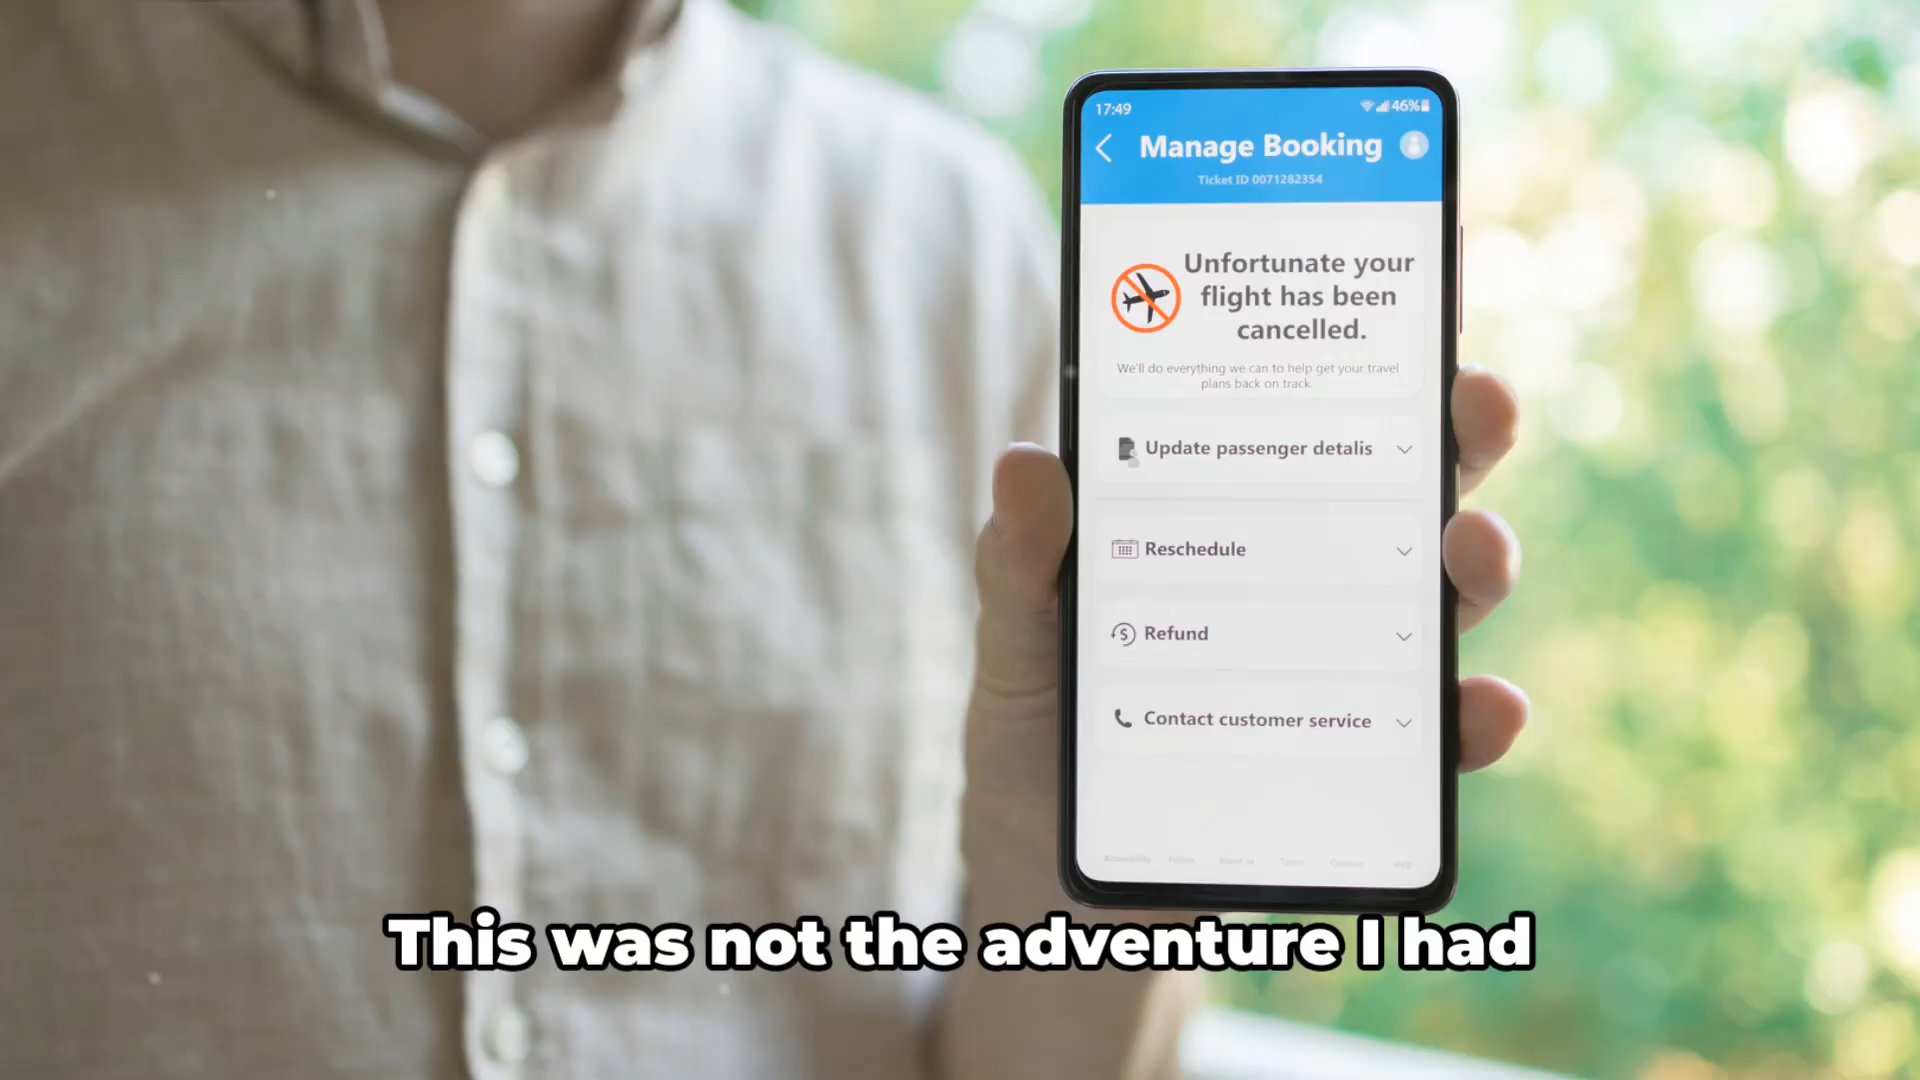 17:49
46%
Manage Booking
Ticket ID 0071282354
Unfortunate your
flight has been
cancelled.
We'll do everything we can to help get your travel
plans back on track.
Update passenger detalis
Reschedule
Refund
Contact customer service
About us
This was not the adventure I had